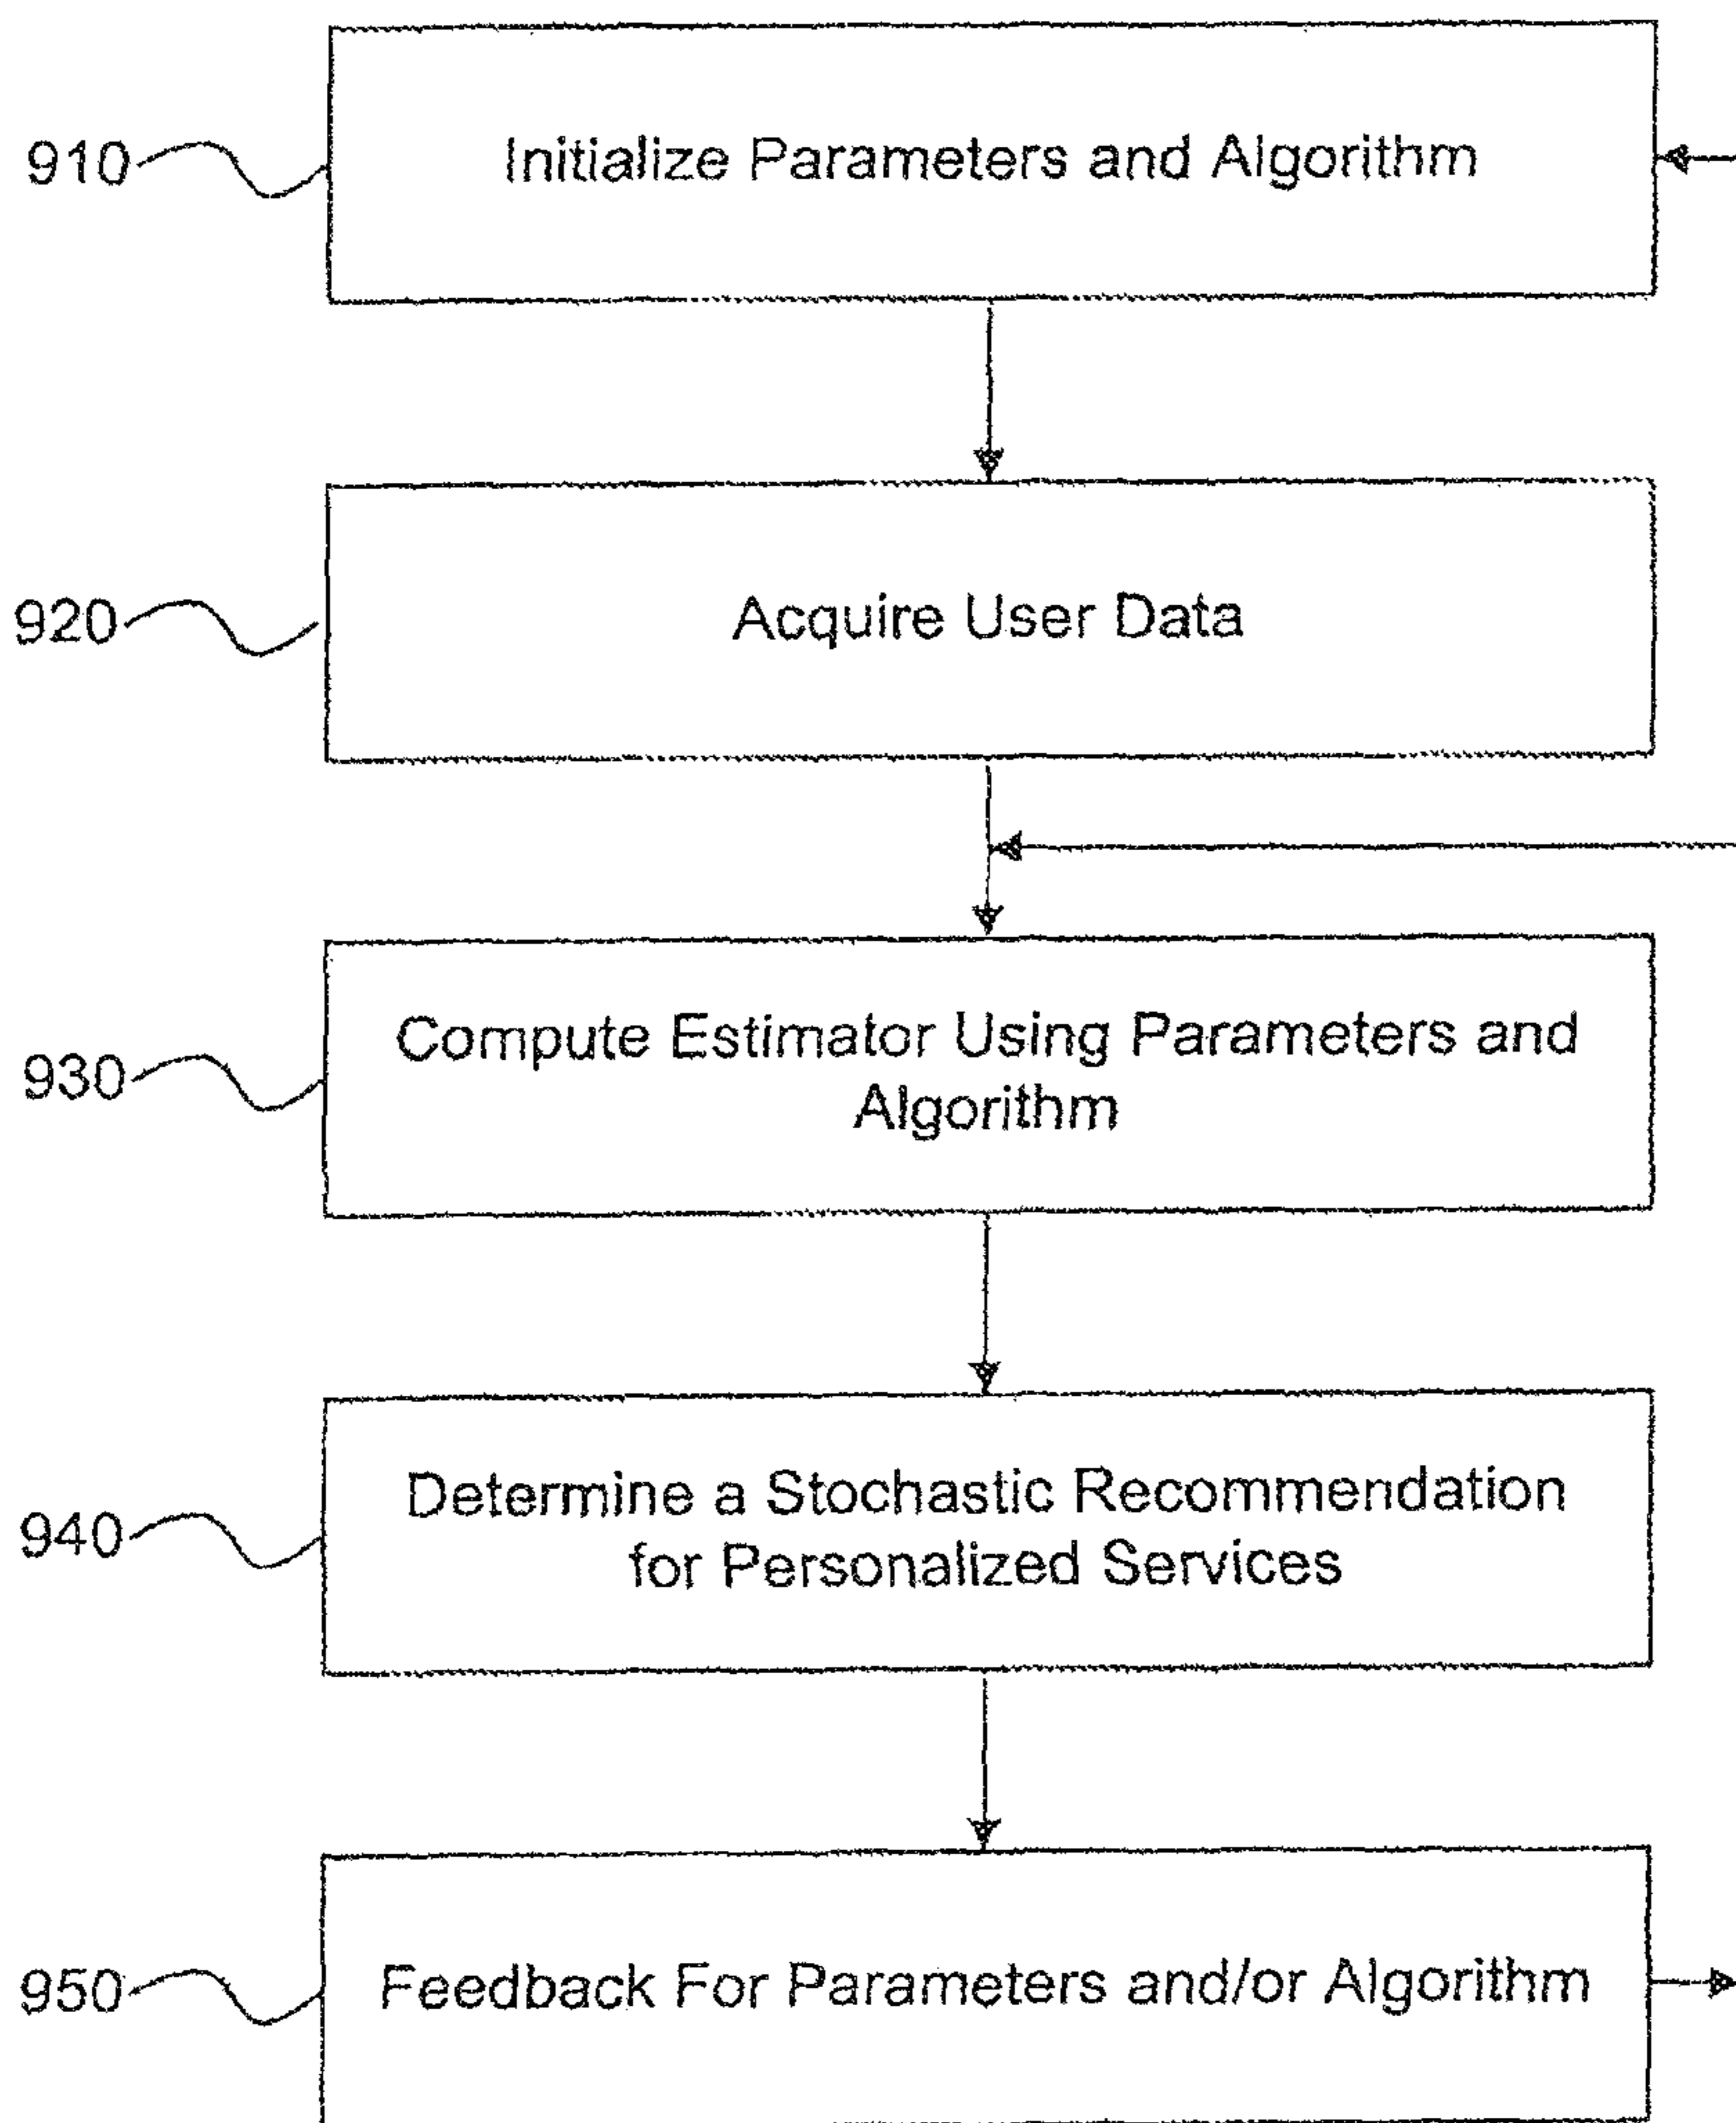 910
Initialize Parameters and Algorithm
920
Acquire User Data
930
Compute Estimator Using Parameters and
Algorithm
940
Determine a Stochastic Recommendation
for Personalized Services
950
Feedback For Parameters and/or Algorithm